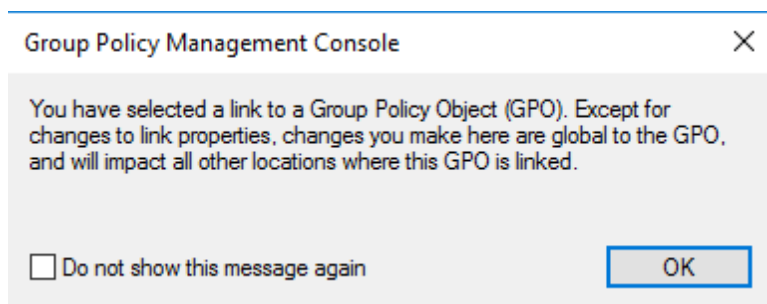 Group Policy Management Console
You have selected a link to a Group Policy Object (GPO). Except for
changes to link properties, changes you make here are global to the GPO,
and will impact all other locations where this GPO is linked.
Do not show this message again
OK